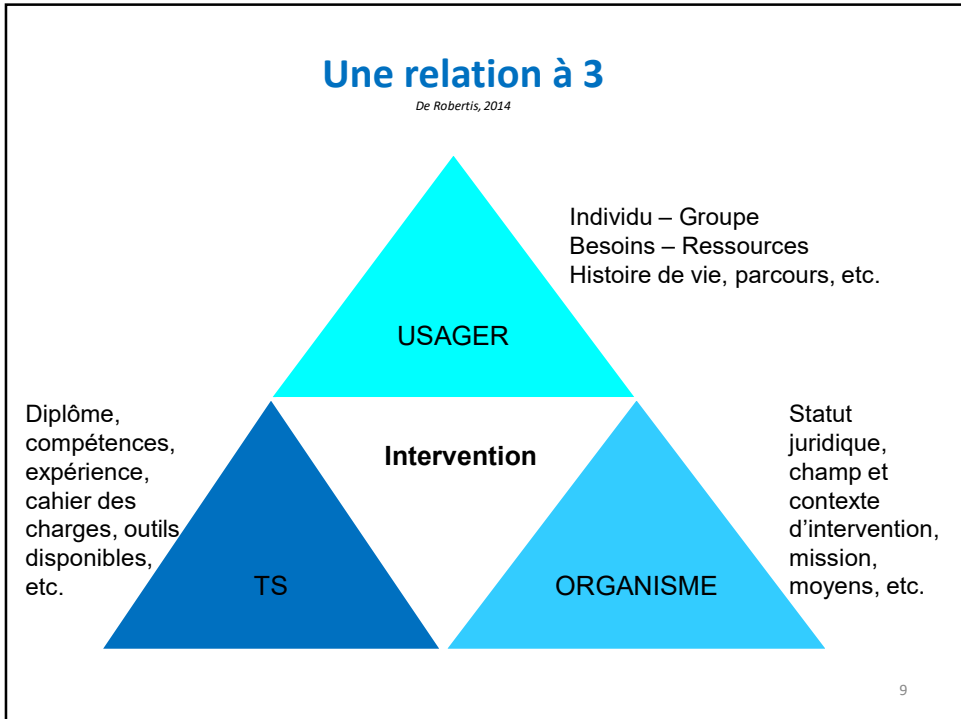 Une relation à 3
De Robertis, 2014
Individu – Groupe
Besoins – Ressources
Histoire de vie, parcours, etc.
USAGER
Diplôme,
compétences,
expérience,
cahier des
charges, outils
disponibles,
etc.
Intervention
Statut
juridique,
champ et
contexte
d’intervention,
mission,
moyens, etc.
TS
ORGANISME
9